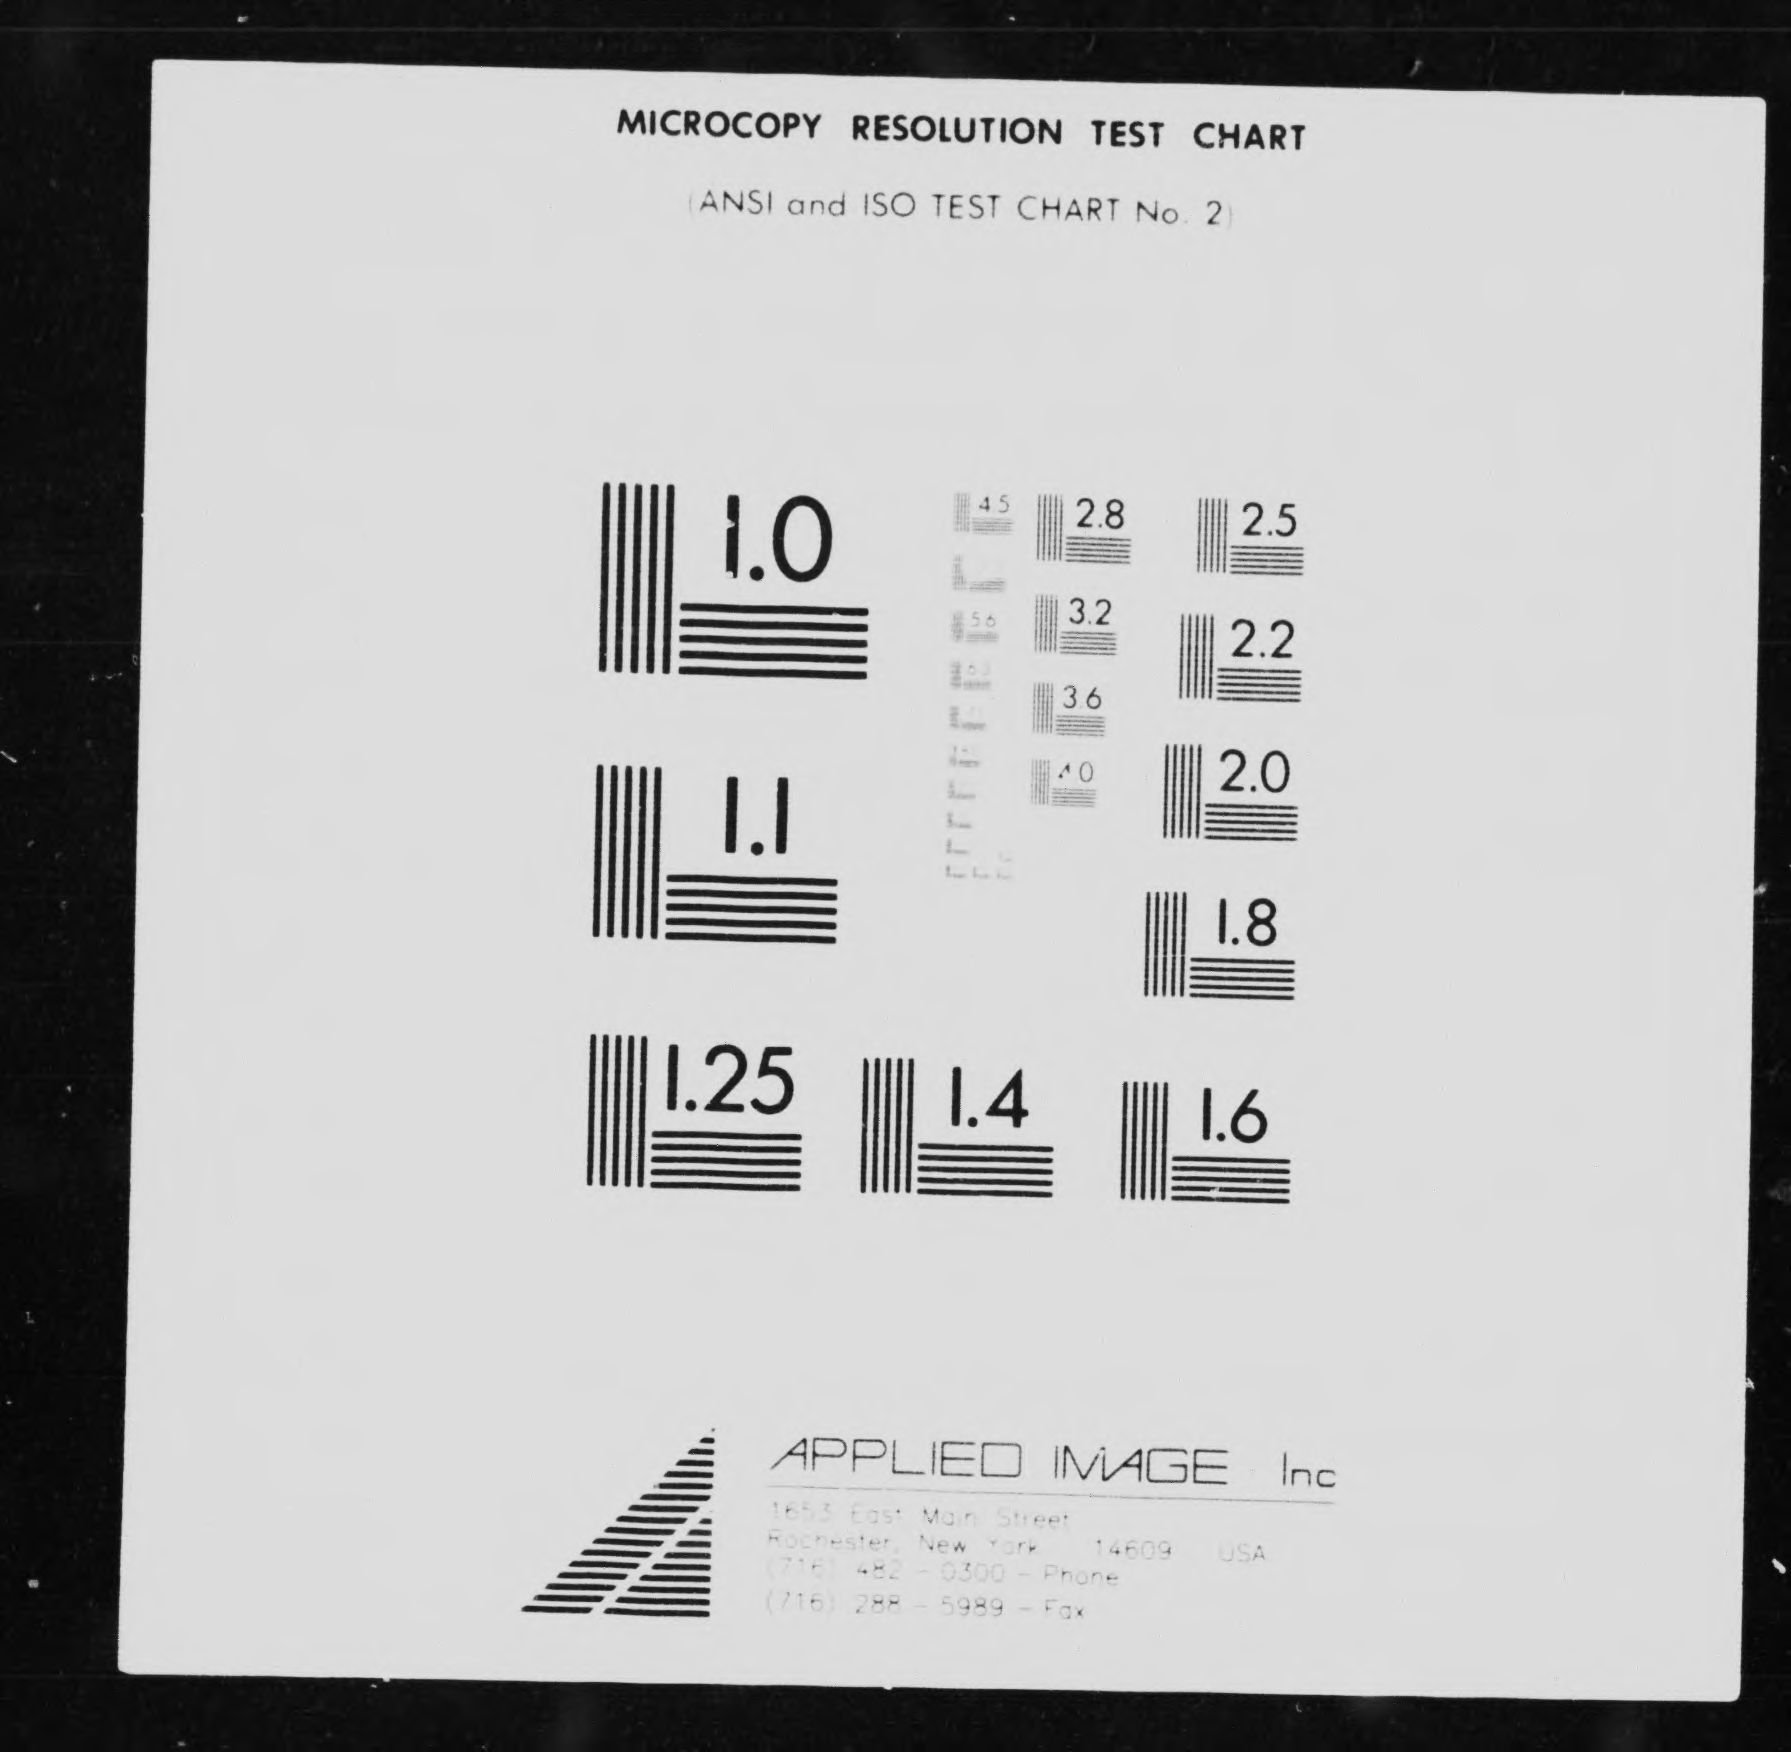 MICROCOPY RESOLUTION TEST CHART
(ANSI and ISO TEST CHART No. 2)
1.0
4.5
2.8
2.5
5.6
3.2
2.2
3.6
2.0
1.1
4.0
1.8
1.25
1.4
1.6
APPLIED IMAGE Inc
1653 East Main Street
Rochester, New York 14609 USA
(716) 482 - 0300 - Phone
(716) 288 - 5989 - Fax